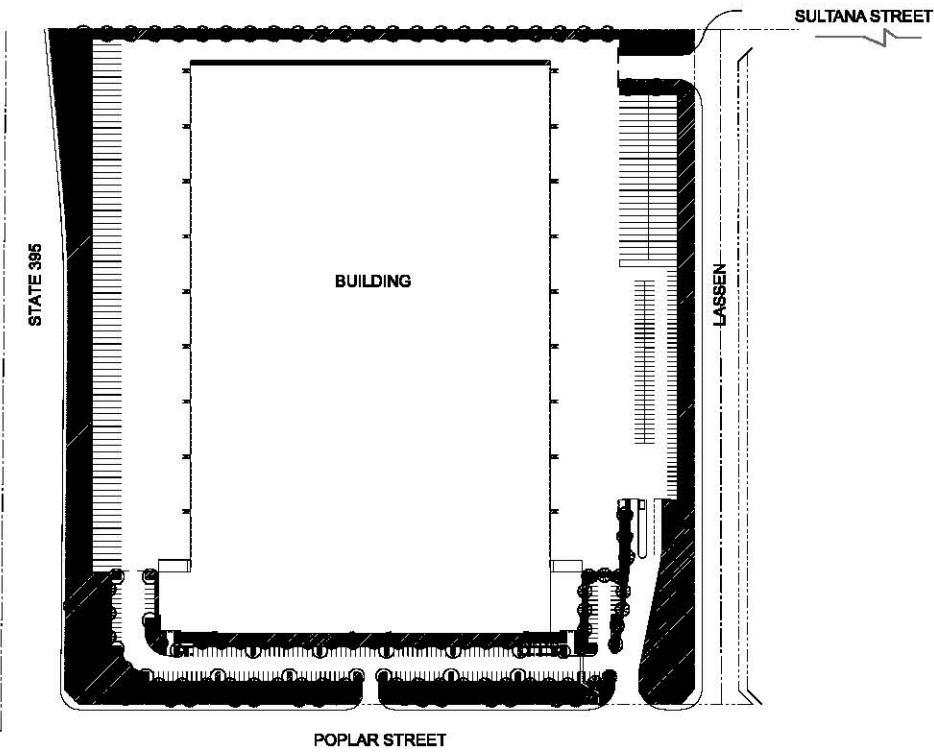 SULTANA STREET
STATE 395
BUILDING
LASSEN
POPLAR STREET